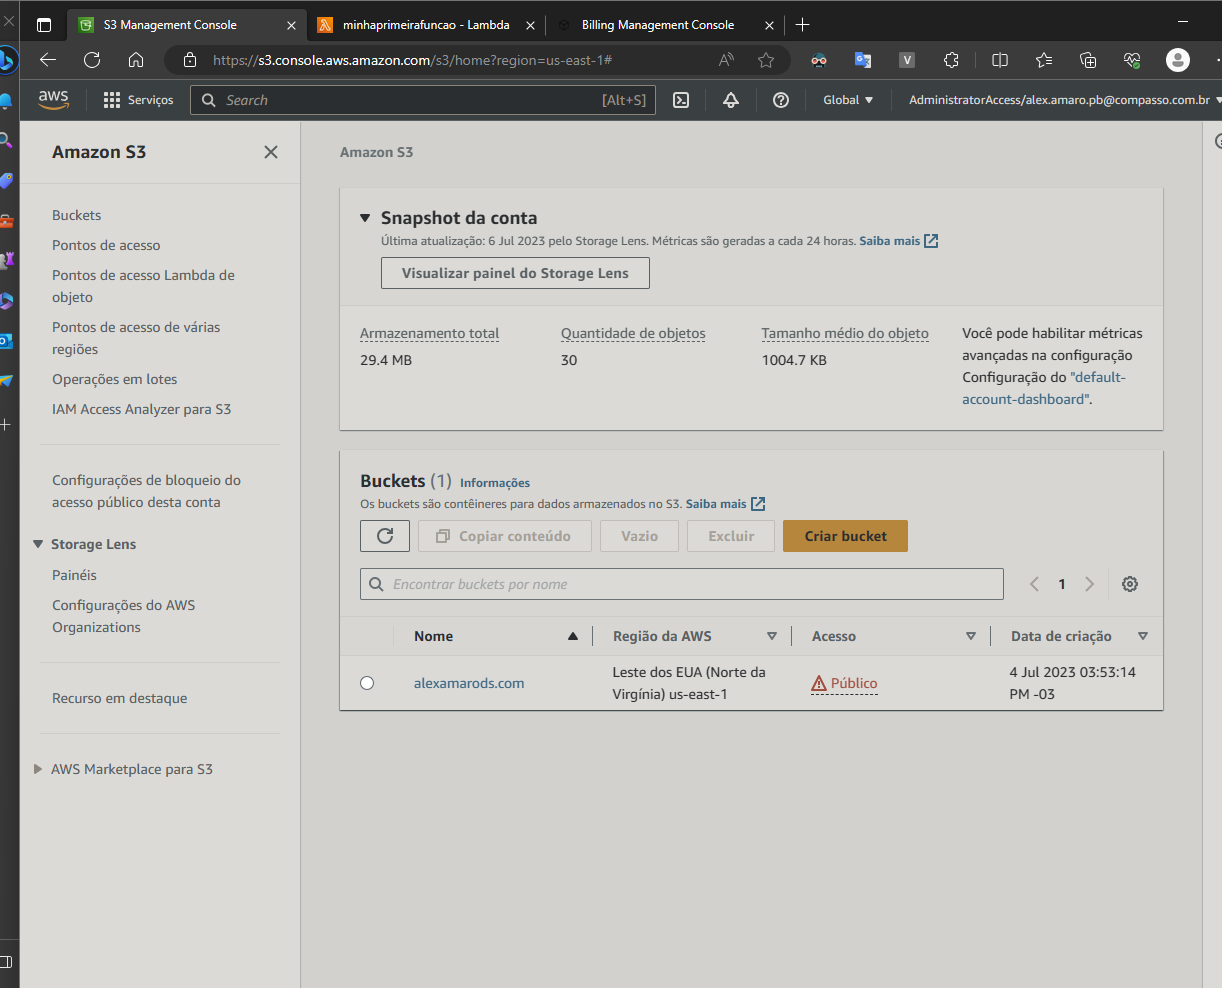 S3 Management Console
minhaprimeirafuncao - Lambda
Billing Management Console
https://s3.console.aws.amazon.com/s3/home?region=us-east-1#
V
aws
Serviços
Search
[Alt+S]
Global
AdministratorAccess/alex.amaro.pb@compasso.com.br
Amazon S3
Buckets
Pontos de acesso
Pontos de acesso Lambda de
objeto
Pontos de acesso de várias
regiões
Operações em lotes
IAM Access Analyzer para S3
Configurações de bloqueio do
acesso público desta conta
Storage Lens
Painéis
Configurações do AWS
Organizations
Recurso em destaque
AWS Marketplace para S3
Amazon S3
Snapshot da conta
Última atualização: 6 Jul 2023 pelo Storage Lens. Métricas são geradas a cada 24 horas. Saiba mais
Visualizar painel do Storage Lens
Armazenamento total
29.4 MB
Quantidade de objetos
30
Tamanho médio do objeto
1004.7 KB
Você pode habilitar métricas
avançadas na configuração
Configuração do "default-
account-dashboard".
Buckets (1) Informações
Os buckets são contêineres para dados armazenados no S3. Saiba mais
Copiar conteúdo
Vazio
Excluir
Criar bucket
Encontrar buckets por nome
1
Nome
Região da AWS
Acesso
Data de criação
alexamarods.com
Leste dos EUA (Norte da
Virgínia) us-east-1
Público
4 Jul 2023 03:53:14
PM -03